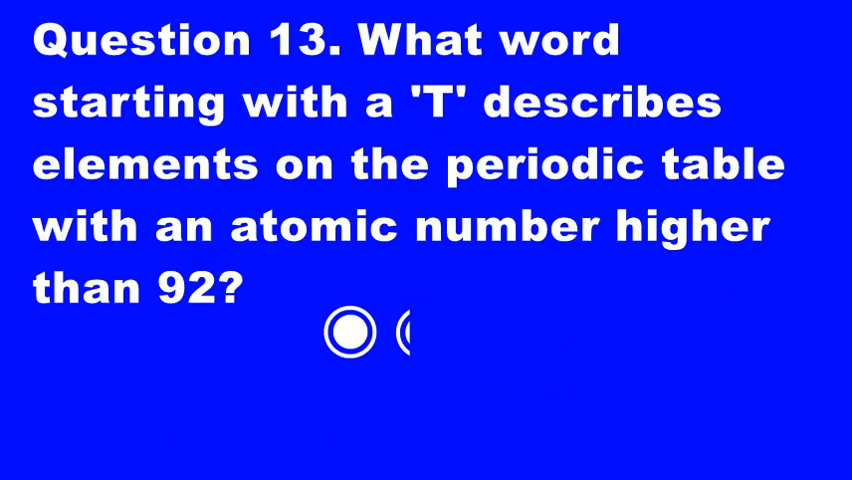 Question 13. What word
starting with a 'T' describes
elements on the periodic table
with an atomic number higher
than 92?